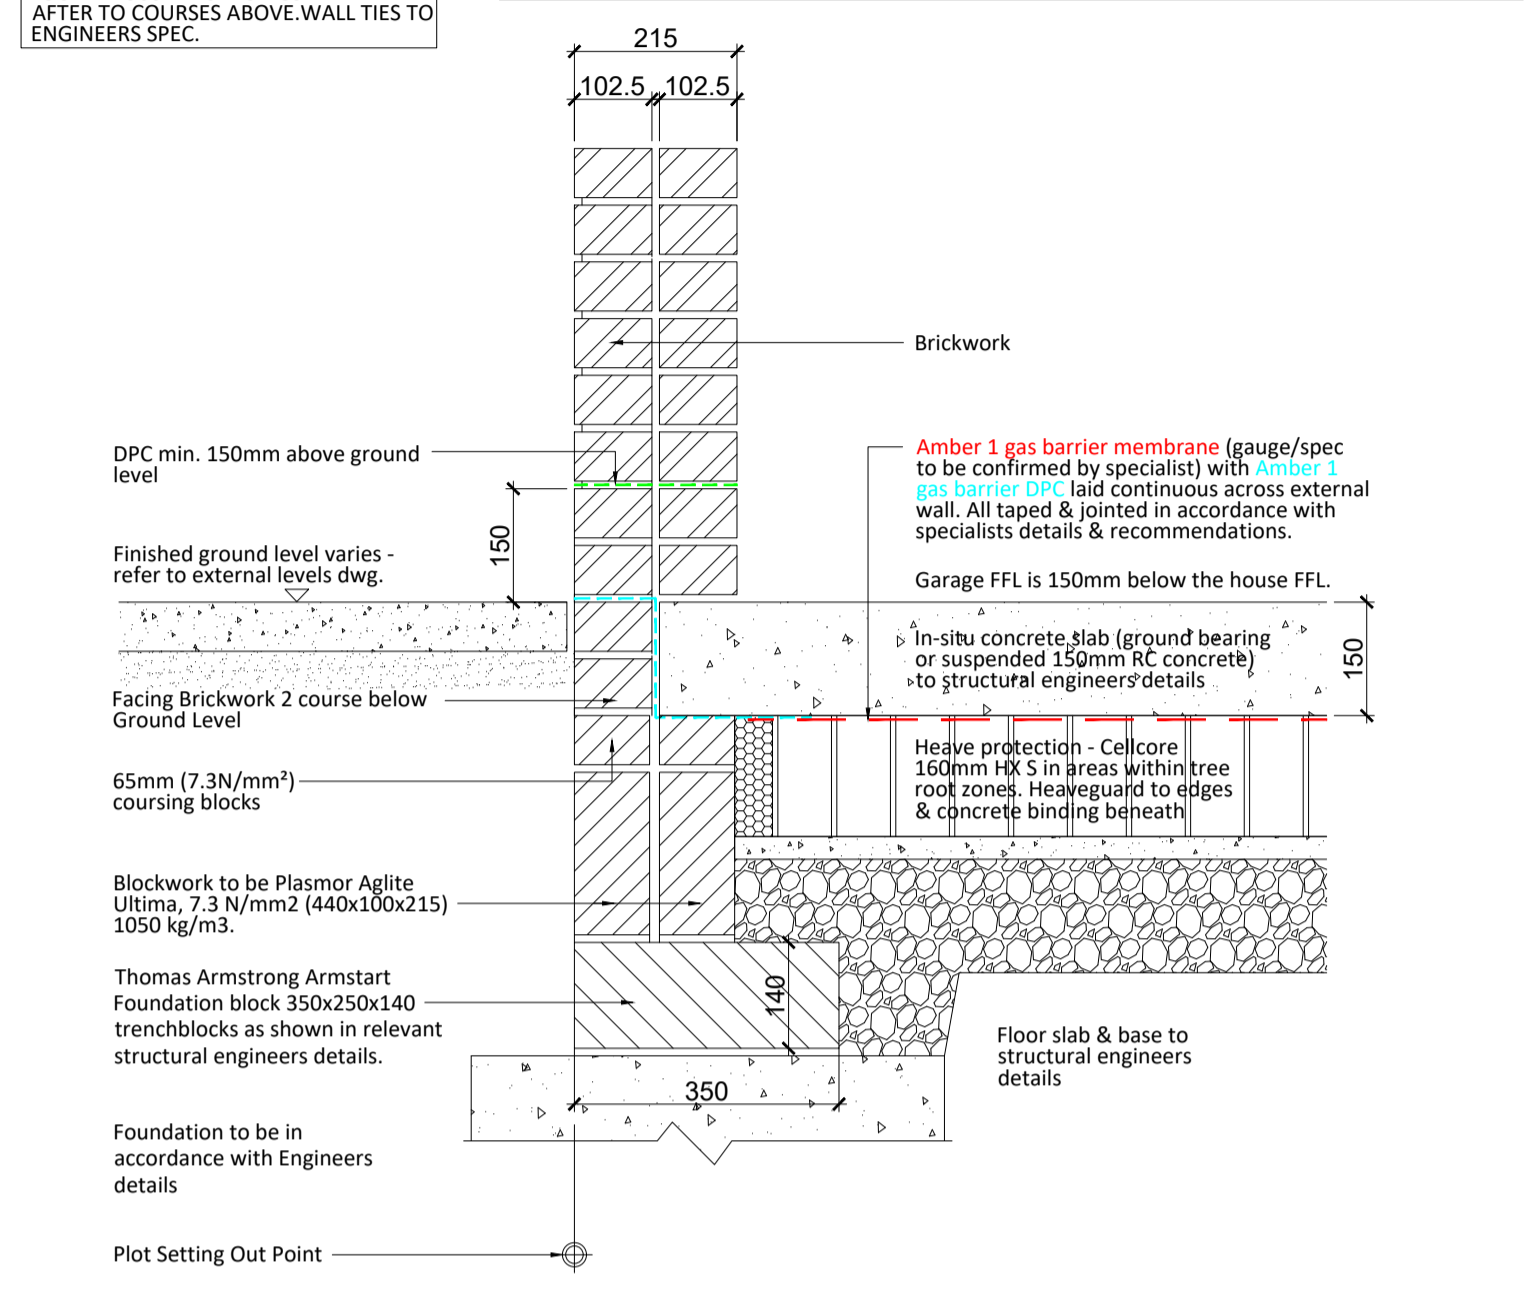 AFTER TO COURSES ABOVE.WALL TIES TO
ENGINEERS SPEC.
215
102.5
102.5
Brickwork
DPC min. 150mm above ground
level
Amber 1 gas barrier membrane (gauge/spec
to be confirmed by specialist) with Amber 1
gas barrier DPC laid continuous across external
wall. All taped & jointed in accordance with
specialists details & recommendations.
150
Finished ground level varies -
refer to external levels dwg.
Garage FFL is 150mm below the house FFL.
In-situ concrete slab (ground bearing
or suspended 150mm RC concrete)
to structural engineers details
150
Facing Brickwork 2 course below
Ground Level
65mm (7.3N/mm²)
coursing blocks
Heave protection - Cellcore
160mm HX S in areas within tree
root zones. Heaveguard to edges
& concrete binding beneath
Blockwork to be Plasmor Aglite
Ultima, 7.3 N/mm2 (440x100x215)
1050 kg/m3.
Thomas Armstrong Armstart
Foundation block 350x250x140
trenchblocks as shown in relevant
structural engineers details.
140
Floor slab & base to
structural engineers
details
350
Foundation to be in
accordance with Engineers
details
Plot Setting Out Point